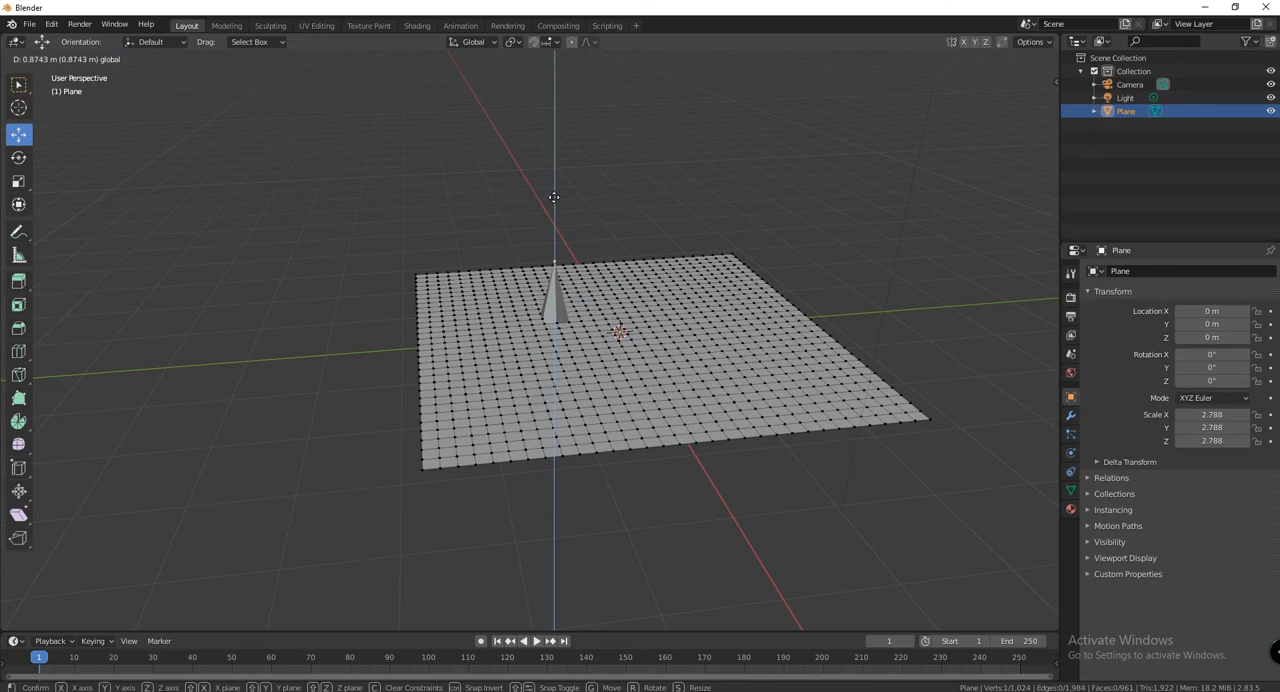 Blender
File Edit Render Window Help Layout Modeling Sculpting UV Editing Texture Paint Shading Animation Rendering Compositing Scripting + Scene View Layer
Orientation: Default Drag: Select Box Global X Y Z Options
D: 0.8743 m (0.8743 m) global
User Perspective
(1) Plane
Scene Collection
Collection
Camera
Light
Plane
Plane
Plane
Transform
Location X 0 m
Y 0 m
Z 0 m
Rotation X 0°
Y 0°
Z 0°
Mode XYZ Euler
Scale X 2.788
Y 2.788
Z 2.788
Delta Transform
Relations
Collections
Instancing
Motion Paths
Visibility
Viewport Display
Custom Properties
Playback Keying View Marker 1 Start 1 End 250
1 10 20 30 40 50 60 70 80 90 100 110 120 130 140 150 160 170 180 190 200 210 220 230 240 250
Activate Windows
Go to Settings to activate Windows.
Confirm X X axis Y Y axis Z Z axis X X plane Y Y plane Z Z plane C Clear Constraints Ctrl Snap Invert Snap Toggle G Move R Rotate S Resize Plane | Verts:1/1,024 | Edges:0/1,984 | Faces:0/961 | Tris:1,922 | Mem: 18.2 MiB | 2.83.5